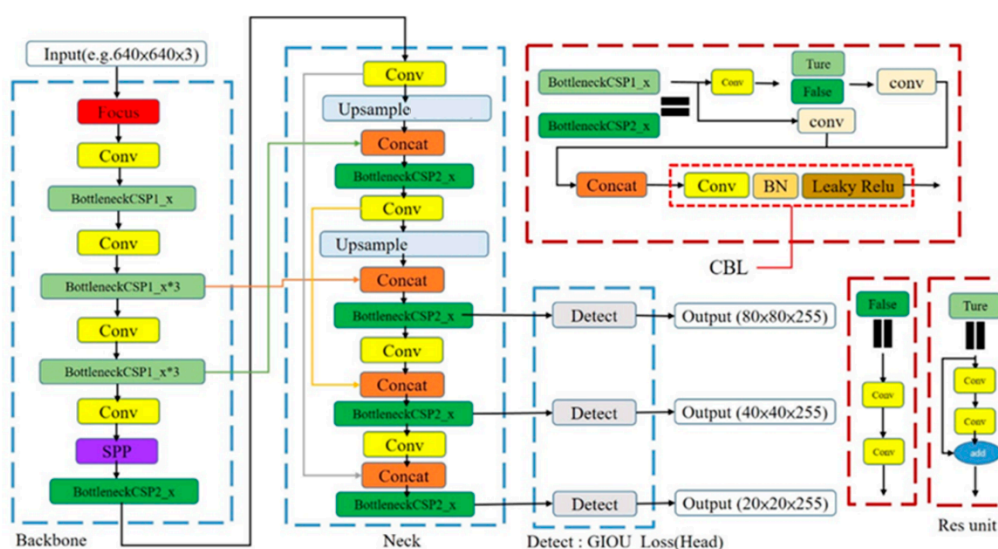 Input(e.g.640x640x3)
Focus
Conv
BottleneckCSP1_x
Conv
BottleneckCSP1_x*3
Conv
BottleneckCSP1_x*3
Conv
SPP
BottleneckCSP2_x
Backbone
Conv
Upsample
Concat
BottleneckCSP2_x
Conv
Upsample
Concat
BottleneckCSP2_x
Conv
Concat
BottleneckCSP2_x
Conv
Concat
BottleneckCSP2_x
Neck
Detect
Output (80x80x255)
Detect
Output (40x40x255)
Detect
Output (20x20x255)
Detect : GIOU_Loss(Head)
BottleneckCSP1_x
BottleneckCSP2_x
Conv
Ture
False
conv
conv
Concat
Conv
BN
Leaky Relu
CBL
False
Conv
Conv
Ture
Conv
Conv
add
Res unit